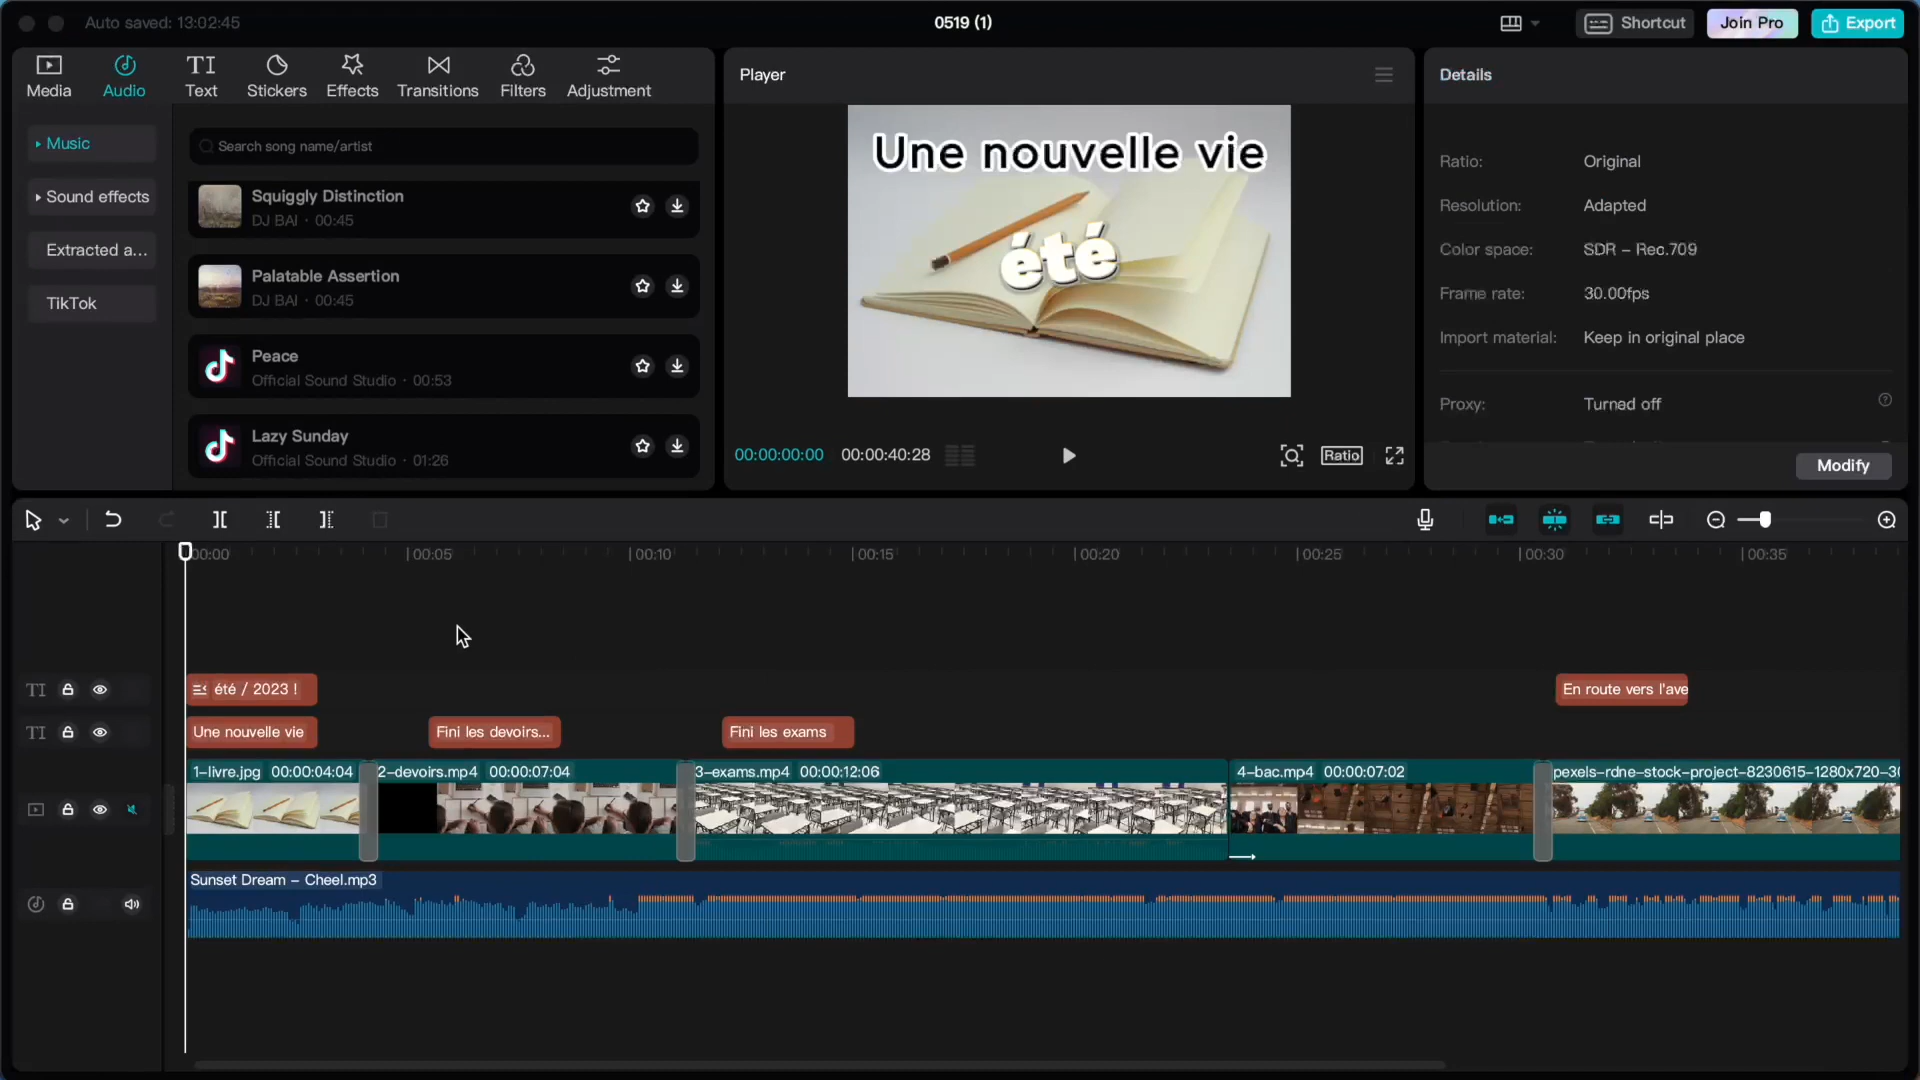 Auto saved: 13:02:45
0519 (1)
Shortcut
Join Pro
Export
Media
Audio
Text
Stickers
Effects
Transitions
Filters
Adjustment
Music
Sound effects
Extracted a...
TikTok
Search song name/artist
Squiggly Distinction
DJ BAI · 00:45
Palatable Assertion
DJ BAI · 00:45
Peace
Official Sound Studio · 00:53
Lazy Sunday
Official Sound Studio · 01:26
Player
Une nouvelle vie
été
00:00:00:00
00:00:40:28
Ratio
Details
Ratio: Original
Resolution: Adapted
Color space: SDR – Rec.709
Frame rate: 30.00fps
Import material: Keep in original place
Proxy: Turned off
Modify
00:00
00:05
00:10
00:15
00:20
00:25
00:30
00:35
TI
été / 2023 !
En route vers l'ave
TI
Une nouvelle vie
Fini les devoirs...
Fini les exams
1-livre.jpg 00:00:04:04
2-devoirs.mp4 00:00:07:04
3-exams.mp4 00:00:12:06
4-bac.mp4 00:00:07:02
pexels-rdne-stock-project-8230615-1280x720-30
Sunset Dream – Cheel.mp3